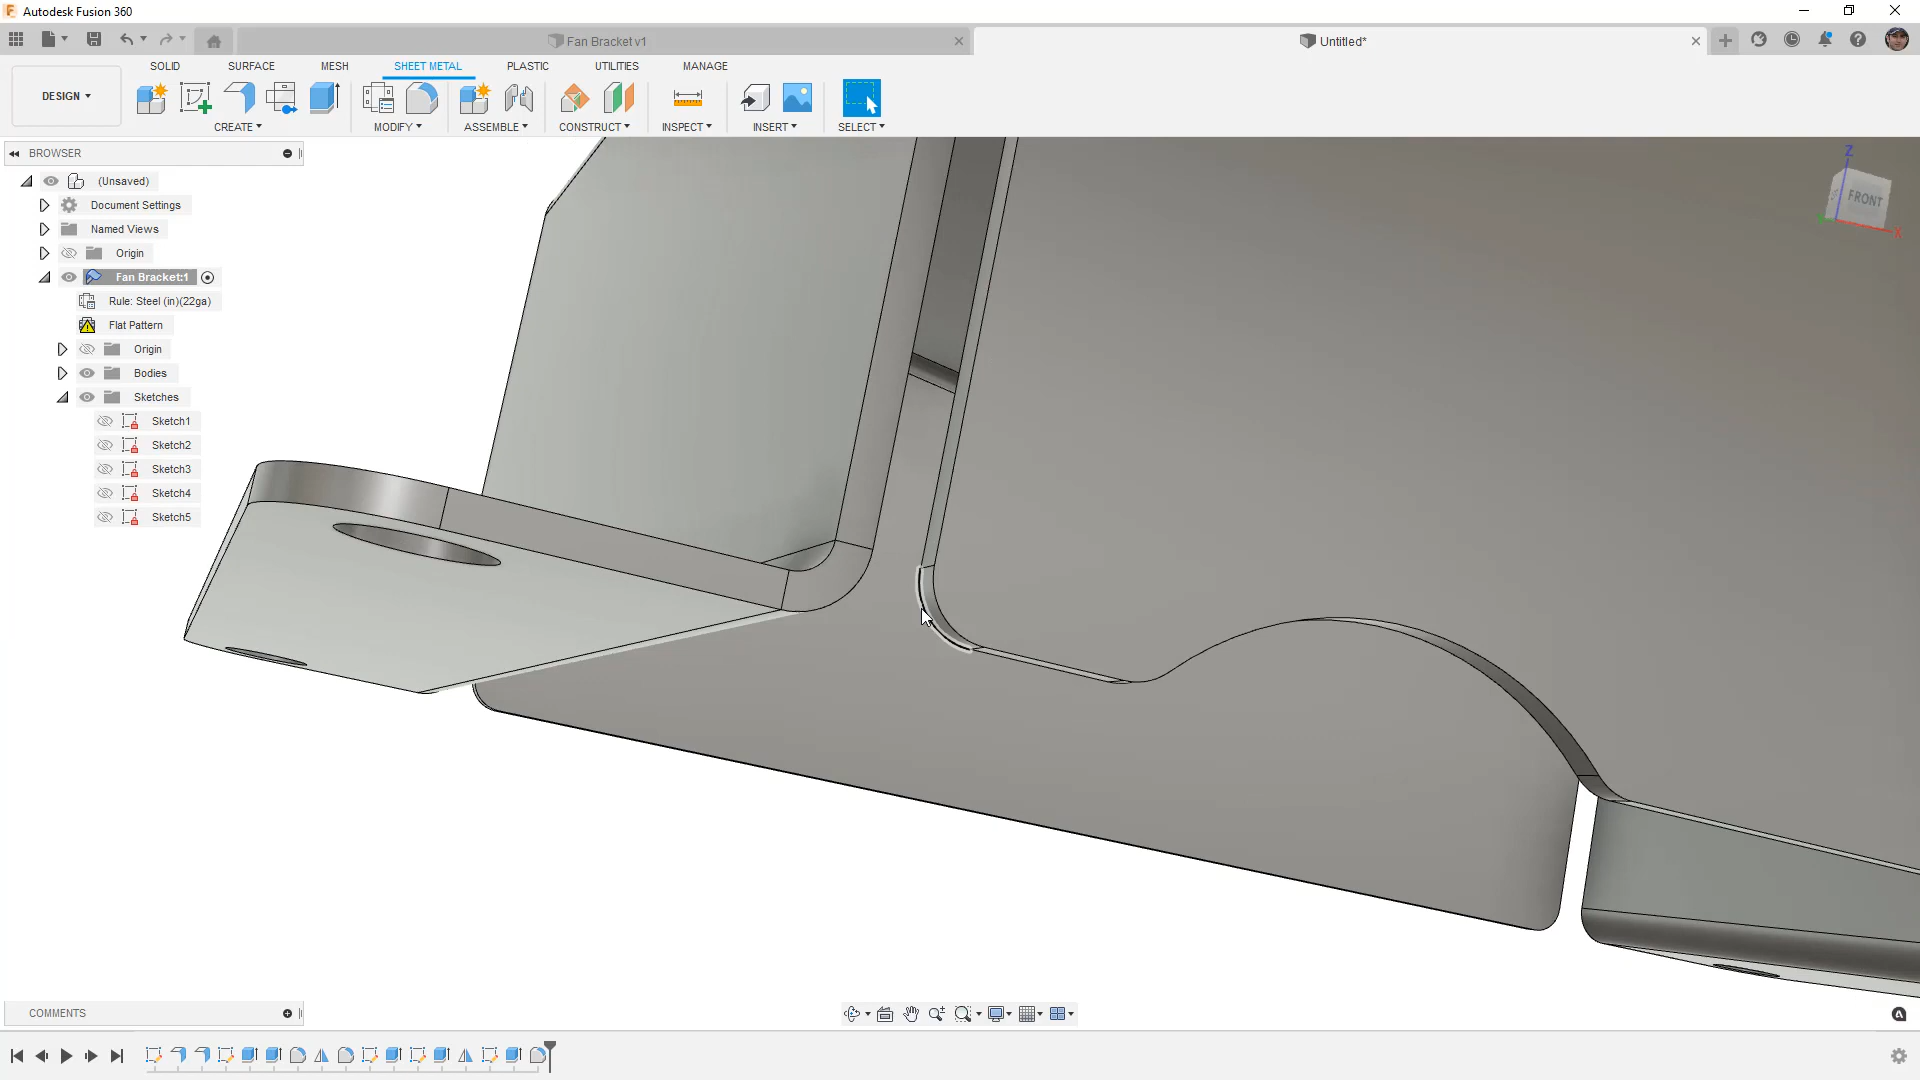 Autodesk Fusion 360
Fan Bracket v1
Untitled*
DESIGN
SOLID
SURFACE
MESH
SHEET METAL
PLASTIC
UTILITIES
MANAGE
CREATE
MODIFY
ASSEMBLE
CONSTRUCT
INSPECT
INSERT
SELECT
BROWSER
(Unsaved)
Document Settings
Named Views
Origin
Fan Bracket:1
Rule: Steel (in)(22ga)
Flat Pattern
Origin
Bodies
Sketches
Sketch1
Sketch2
Sketch3
Sketch4
Sketch5
Z
FRONT
X
COMMENTS